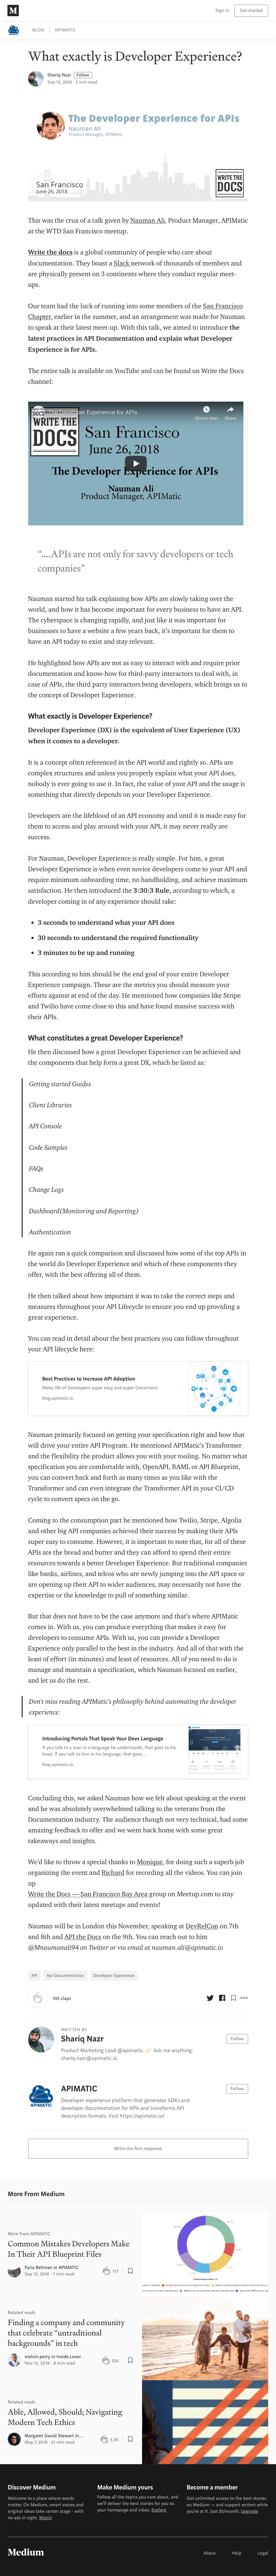 M
Sign in
Get started
BLOG
APIMATIC
What exactly is Developer Experience?
Shariq Nazr
Follow
Sep 12, 2018 · 5 min read
The Developer Experience for APIs
Nauman Ali
Product Manager, APIMatic
San Francisco
June 26, 2018
WRITE
THE
DOCS
This was the crux of a talk given by Nauman Ali, Product Manager, APIMatic
at the WTD San Francisco meetup.
Write the docs is a global community of people who care about
documentation. They boast a Slack network of thousands of members and
are physically present on 3 continents where they conduct regular meet-
ups.
Our team had the luck of running into some members of the San Francisco
Chapter, earlier in the summer, and an arrangement was made for Nauman
to speak at their latest meet-up. With this talk, we aimed to introduce the
latest practices in API Documentation and explain what Developer
Experience is for APIs.
The entire talk is available on YouTube and can be found on Write the Docs
channel:
The Developer Experience for APIs
Watch later
Share
WRITE
THE
DOCS
San Francisco
June 26, 2018
The Developer Experience for APIs
Nauman Ali
Product Manager, APIMatic
“….APIs are not only for savvy developers or tech
companies”
Nauman started his talk explaining how APIs are slowly taking over the
world, and how it has become important for every business to have an API.
The cyberspace is changing rapidly, and just like it was important for
businesses to have a website a few years back, it’s important for them to
have an API today to exist and stay relevant.
He highlighted how APIs are not as easy to interact with and require prior
documentation and know-how for third-party interactors to deal with, in
case of APIs, the third party interactors being developers, which brings us to
the concept of Developer Experience.
What exactly is Developer Experience?
Developer Experience (DX) is the equivalent of User Experience (UX)
when it comes to a developer.
It is a concept often referenced in the API world and rightly so. APIs are
complex structures and unless you properly explain what your API does,
nobody is even going to use it. In fact, the value of your API and the usage is
something that directly depends on your Developer Experience.
Developers are the lifeblood of an API economy and until it is made easy for
them to access and play around with your API, it may never really see
success.
For Nauman, Developer Experience is really simple. For him, a great
Developer Experience is when even novice developers come to your API and
require minimum onboarding time, no handholding, and achieve maximum
satisfaction. He then introduced the 3:30:3 Rule, according to which, a
developer coming in of any expertise should take:
• 3 seconds to understand what your API does
• 30 seconds to understand the required functionality
• 3 minutes to be up and running
This according to him should be the end goal of your entire Developer
Experience campaign. These are the metrics you should measure your
efforts against at end of the day. He mentioned how companies like Stripe
and Twilio have come close to this and have found massive success with
their APIs.
What constitutes a great Developer Experience?
He then discussed how a great Developer Experience can be achieved and
the components that help form a great DX, which he listed as:
Getting started Guides
Client Libraries
API Console
Code Samples
FAQs
Change Logs
Dashboard(Monitoring and Reporting)
Authentication
He again ran a quick comparison and discussed how some of the top APIs in
the world do Developer Experience and which of these components they
offer, with the best offering all of them.
He then talked about how important it was to take the correct steps and
measures throughout your API Lifecycle to ensure you end up providing
great experience.
You can read in detail about the best practices you can follow throughout
your API lifecycle here:
Best Practices to Increase API Adoption
Make life of Developers super easy and super Convinient
blog.apimatic.io
Nauman primarily focused on getting your specification right and how that
will drive your entire API Program. He mentioned APIMatic’s Transformer
and the flexibility the product allows you with your tooling. No matter what
specification you are comfortable with, OpenAPI, RAML or API Blueprint,
you can convert back and forth as many times as you like with the
Transformer and can even integrate the Transformer API in your CI/CD
cycle to convert specs on the go.
Coming to the consumption part he mentioned how Twilio, Stripe, Algolia
and other big API companies ascend their success by making their APIs
super easy to consume. However, it is important to note that, for all of these
APIs are the bread and butter and they can afford to spend their entire
resources towards a better Developer Experience. But traditional enterprises
like banks, airlines, and telcos who are newly jumping into the API space or
are opening up their API to wider audiences, may necessarily not have the
expertise or the knowledge to pull of something similar.
But that does not have to be the case anymore and that’s where APIMatic
comes in. With us, you can produce everything that makes it easy for
developers to consume APIs. With us, you can provide a Developer
Experience only parallel to the best in industry. And all of this with the least
of effort (in minutes) and at least of resources. All of you need to do is
manage and maintain a specification, which Nauman focused on earlier,
and let us do the rest.
Don’t miss reading APIMatic’s philosophy behind automating the developer
experience:
Introducing Portals That Speak Your Devs Language
If you talk to a man in a language he understands, that goes to his
head. If you talk to him in his language, that goes…
blog.apimatic.io
Concluding this, we asked Nauman how we felt about speaking at the event
and he was absolutely overwhelmed talking to the veterans from the
Documentation industry. The audience though not very technical, had some
amazing feedback to offer and we went back home with some great
takeaways and insights.
We’d like to throw a special thanks to Monique, for doing such a superb job
organizing the event and Richard for recording all the videos. You can join
up
Write the Docs — San Francisco Bay Area group on Meetup.com to stay
updated with their latest meetups and events!
Nauman will be in London this November, speaking at DevRelCon on 7th
and 8th and API the Docs on the 9th. You can reach out to him
@Mnaumanali94 on Twitter or via email at nauman.ali@apimatic.io
API
Api Documentation
Developer Experience
100 claps
WRITTEN BY
Shariq Nazr
Follow
Product Marketing Lead @apimatic. Ask me anything:
shariq.nazr@apimatic.io
APIMATIC
APIMATIC
Follow
Developer experience platform that generates SDKs and
developer documentation for APIs and transforms API
description formats. Visit https://apimatic.io/
Write the first response
More From Medium
More from APIMATIC
Common Mistakes Developers Make
In Their API Blueprint Files
Faria Rehman in APIMATIC
Sep 12, 2018 · 7 min read
177
Related reads
Finding a company and community
that celebrate “untraditional
backgrounds” in tech
melvin perry in Inside Lever
Nov 12, 2018 · 6 min read
320
Related reads
Able, Allowed, Should; Navigating
Modern Tech Ethics
Margaret Gould Stewart in…
May 7, 2018 · 21 min read
3.3K
Discover Medium
Welcome to a place where words
matter. On Medium, smart voices and
original ideas take center stage - with
no ads in sight. Watch
Make Medium yours
Follow all the topics you care about, and
we’ll deliver the best stories for you to
your homepage and inbox. Explore
Become a member
Get unlimited access to the best stories
on Medium — and support writers while
you’re at it. Just $5/month. Upgrade
Medium
About
Help
Legal